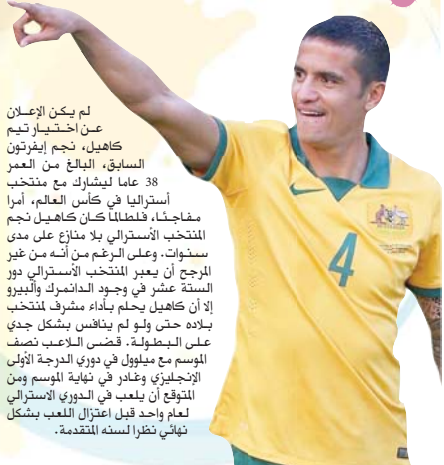 لم يكن الإعلان
عن اختيار تيم
كاهيل، نجم إيفرتون
السابق، البالغ من العمر
38 عاما ليشارك مع منتخب
أستراليا في كأس العالم، أمرا
مفاجئا، فلطالما كان كاهيل نجم
المنتخب الأسترالي بلا منازع على مدى
سنوات. وعلى الرغم من أنه من غير
المرجح أن يعبر المنتخب الأسترالي دور
الستة عشر في وجود الدانمرك والبيرو
إلا أن كاهيل يحلم بأداء مشرف لمنتخب
بلاده حتى ولو لم ينافس بشكل جدي
على البطولة. قضى اللاعب نصف
الموسم مع ميلوول في دوري الدرجة الأولى
الإنجليزي وغادر في نهاية الموسم ومن
المتوقع أن يلعب في الدوري الاسترالي
لعام واحد قبل اعتزال اللعب بشكل
نهائي نظرا لسنه المتقدمة.
4